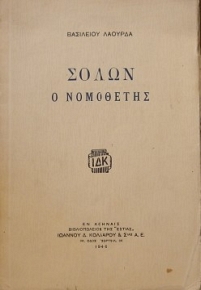 ΒΑΣΙΛΕΙΟΥ ΛΑΟΥΡΔΑ
ΣΟΛΩΝ
Ο ΝΟΜΟΘΕΤΗΣ
ΙΔΚ
ΕΝ ΑΘΗΝΑΙΣ
ΒΙΒΛΙΟΠΩΛΕΙΟΝ ΤΗΣ "ΕΣΤΙΑΣ"
ΙΩΑΝΝΟΥ Δ. ΚΟΛΛΑΡΟΥ & ΣΙΑΣ Α. Ε.